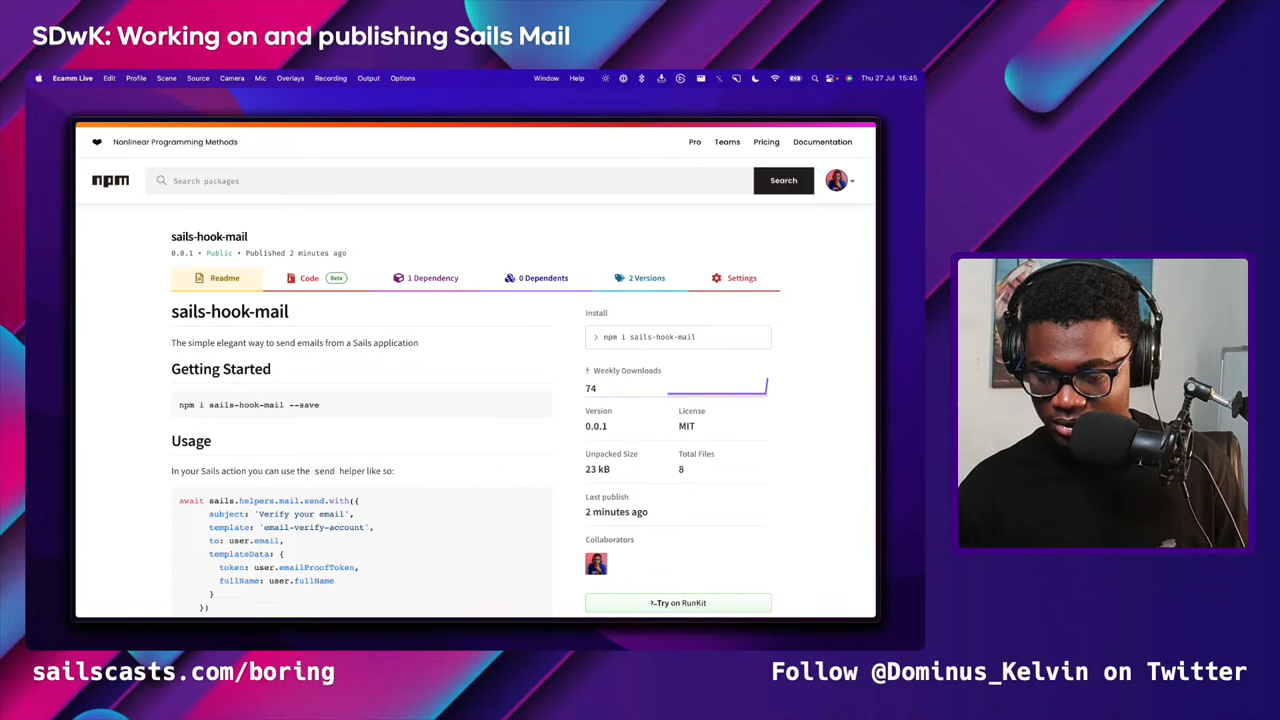 SDwK: Working on and publishing Sails Mail
Ecamm Live Edit Profile Scene Source Camera Mic Overlays Recording Output Options Window Help Thu 27 Jul 15:45
Nonlinear Programming Methods Pro Teams Pricing Documentation
npm Search packages Search
sails-hook-mail
0.0.1 • Public • Published 2 minutes ago
Readme Code Beta 1 Dependency 0 Dependents 2 Versions Settings
sails-hook-mail
The simple elegant way to send emails from a Sails application
Getting Started
npm i sails-hook-mail --save
Usage
In your Sails action you can use the send helper like so:
await sails.helpers.mail.send.with({
subject: 'Verify your email',
template: 'email-verify-account',
to: user.email,
templateData: {
token: user.emailProofToken,
fullName: user.fullName
}
})
Install
> npm i sails-hook-mail
Weekly Downloads
74
Version License
0.0.1 MIT
Unpacked Size Total Files
23 kB 8
Last publish
2 minutes ago
Collaborators
Try on RunKit
sailscasts.com/boring
Follow @Dominus_Kelvin on Twitter